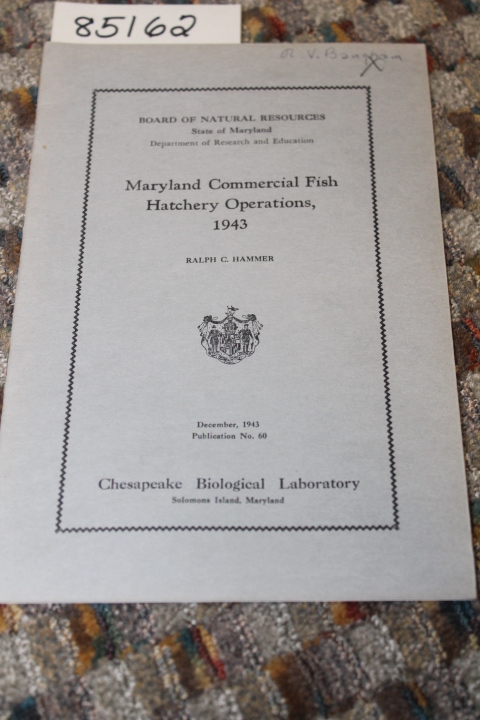 85162
R. V. Bangham
BOARD OF NATURAL RESOURCES
State of Maryland
Department of Research and Education
Maryland Commercial Fish
Hatchery Operations,
1943
RALPH C. HAMMER
December, 1943
Publication No. 60
Chesapeake Biological Laboratory
Solomons Island, Maryland